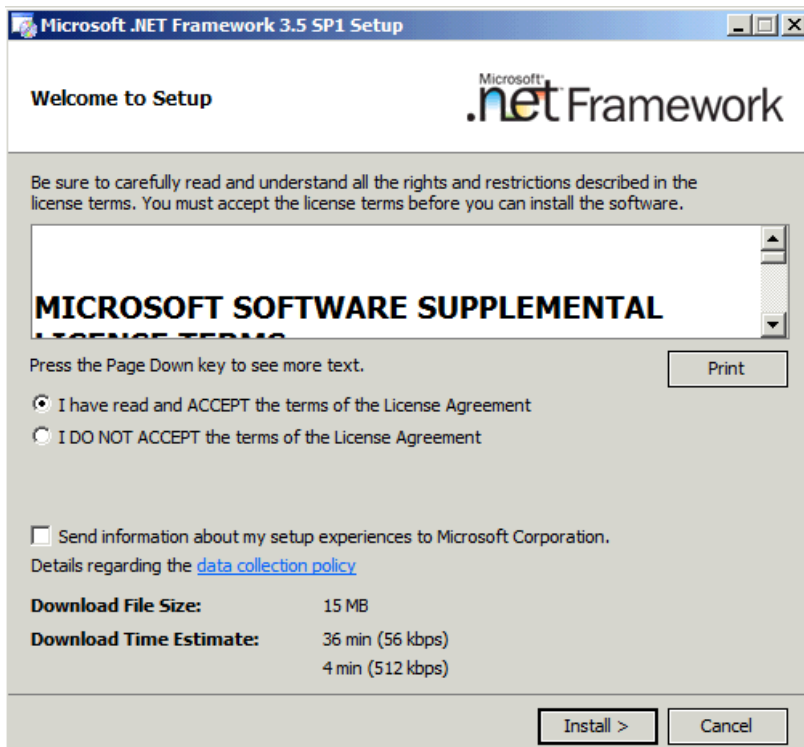 Microsoft .NET Framework 3.5 SP1 Setup
Welcome to Setup
Microsoft
.net Framework
Be sure to carefully read and understand all the rights and restrictions described in the
license terms. You must accept the license terms before you can install the software.
MICROSOFT SOFTWARE SUPPLEMENTAL
LICENSE TERMS
Press the Page Down key to see more text.
Print
I have read and ACCEPT the terms of the License Agreement
I DO NOT ACCEPT the terms of the License Agreement
Send information about my setup experiences to Microsoft Corporation.
Details regarding the data collection policy
Download File Size: 15 MB
Download Time Estimate: 36 min (56 kbps)
4 min (512 kbps)
Install > Cancel